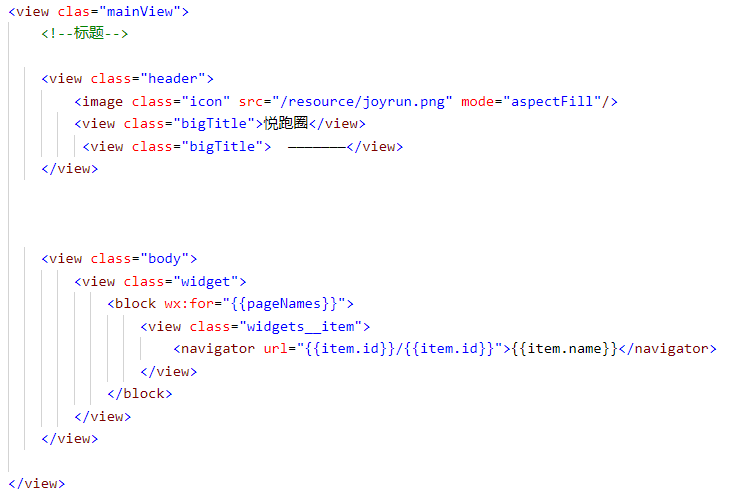 <view clas="mainView">
<!--标题-->
<view class="header">
<image class="icon" src="/resource/joyrun.png" mode="aspectFill"/>
<view class="bigTitle">悦跑圈</view>
<view class="bigTitle">  ———————</view>
</view>
<view class="body">
<view class="widget">
<block wx:for="{{pageNames}}">
<view class="widgets__item">
<navigator url="{{item.id}}/{{item.id}}">{{item.name}}</navigator>
</view>
</block>
</view>
</view>
</view>